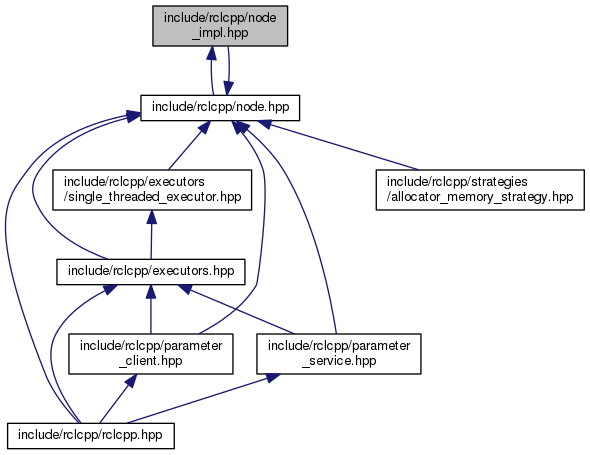 include/rclcpp/node
_impl.hpp
include/rclcpp/node.hpp
include/rclcpp/executors
/single_threaded_executor.hpp
include/rclcpp/strategies
/allocator_memory_strategy.hpp
include/rclcpp/executors.hpp
include/rclcpp/parameter
_client.hpp
include/rclcpp/parameter
_service.hpp
include/rclcpp/rclcpp.hpp